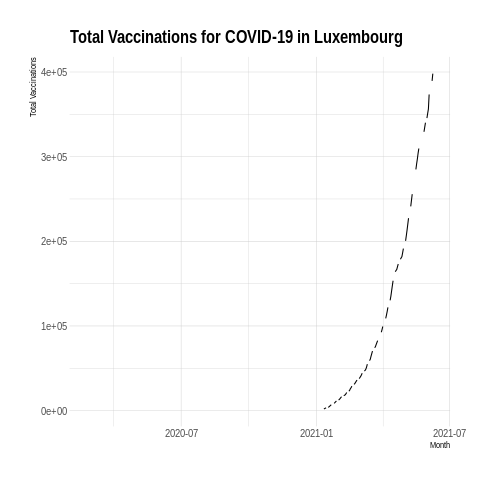 Total Vaccinations for COVID-19 in Luxembourg
Total Vaccinations
4e+05
3e+05
2e+05
1e+05
0e+00
2020-07
2021-01
2021-07
Month